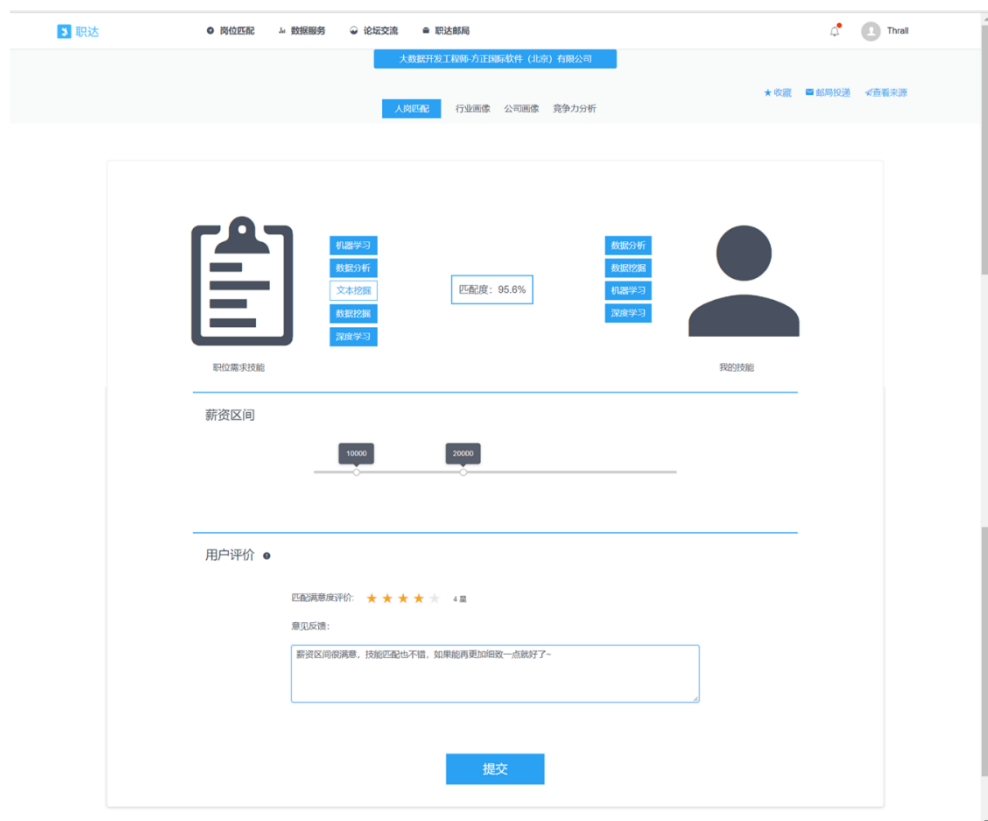 职达 岗位匹配 数据服务 论坛交流 职达邮局 Thrall
大数据开发工程师-方正国际软件（北京）有限公司
收藏 邮局投递 查看来源
人岗匹配 行业画像 公司画像 竞争力分析
机器学习
数据分析
文本挖掘
数据挖掘
深度学习
匹配度：95.6%
数据分析
数据挖掘
机器学习
深度学习
职位需求技能
我的技能
薪资区间
10000 20000
用户评价
匹配满意度评价: 4 星
意见反馈：
薪资区间很满意，技能匹配也不错，如果能再更加细致一点就好了~
提交